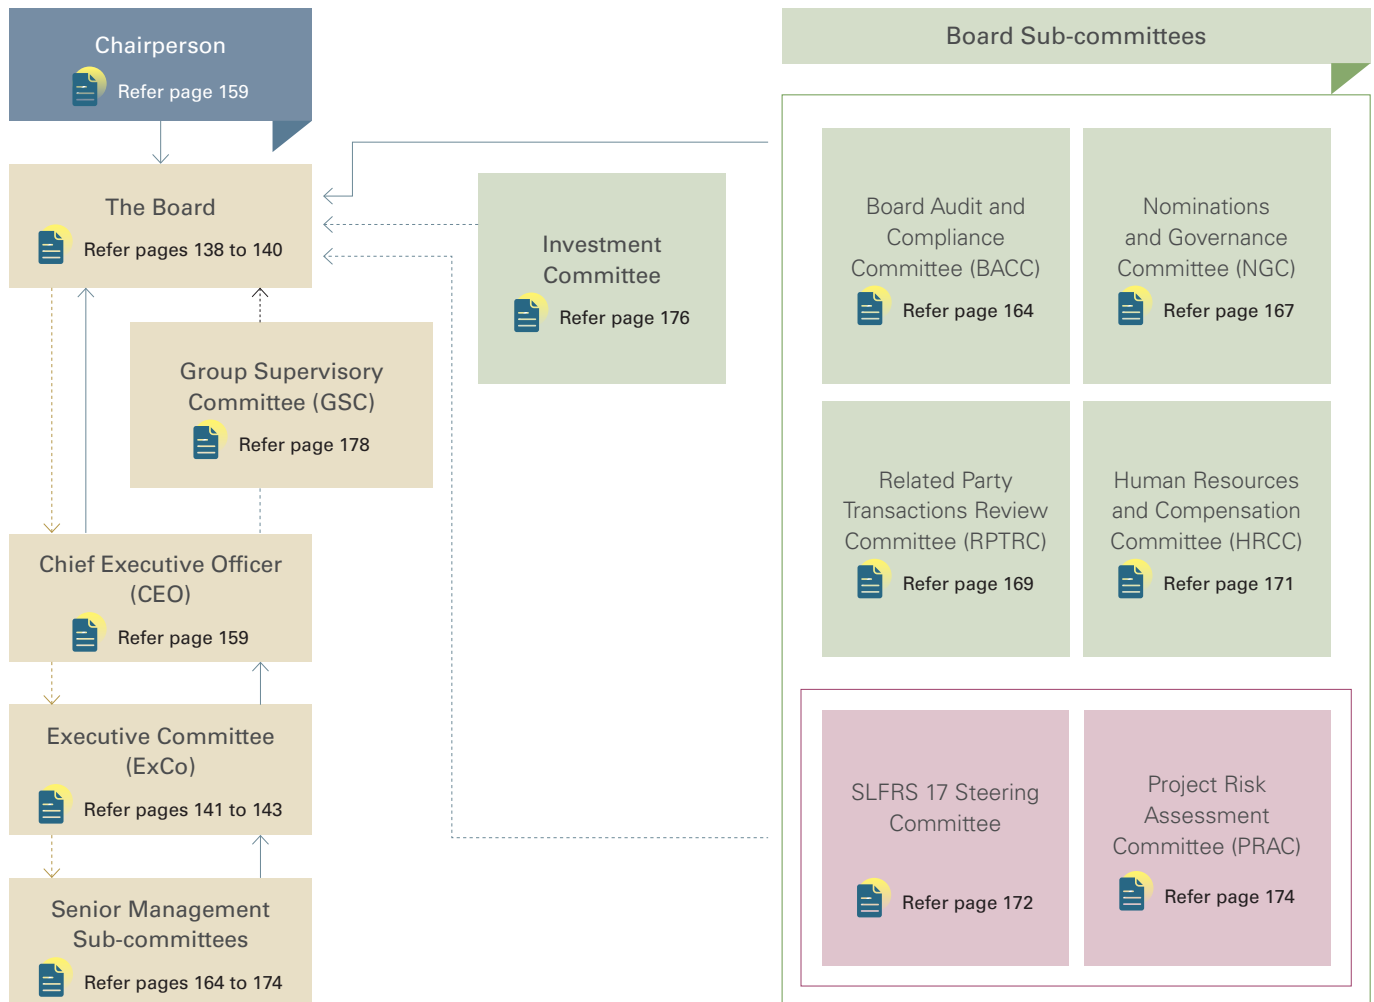 Chairperson
Refer page 159
The Board
Refer pages 138 to 140
Group Supervisory
Committee (GSC)
Refer page 178
Chief Executive Officer
(CEO)
Refer page 159
Executive Committee
(ExCo)
Refer pages 141 to 143
Senior Management
Sub-committees
Refer pages 164 to 174
Investment
Committee
Refer page 176
Board Sub-committees
Board Audit and
Compliance
Committee (BACC)
Refer page 164
Nominations
and Governance
Committee (NGC)
Refer page 167
Related Party
Transactions Review
Committee (RPTRC)
Refer page 169
Human Resources
and Compensation
Committee (HRCC)
Refer page 171
SLFRS 17 Steering
Committee
Refer page 172
Project Risk
Assessment
Committee (PRAC)
Refer page 174